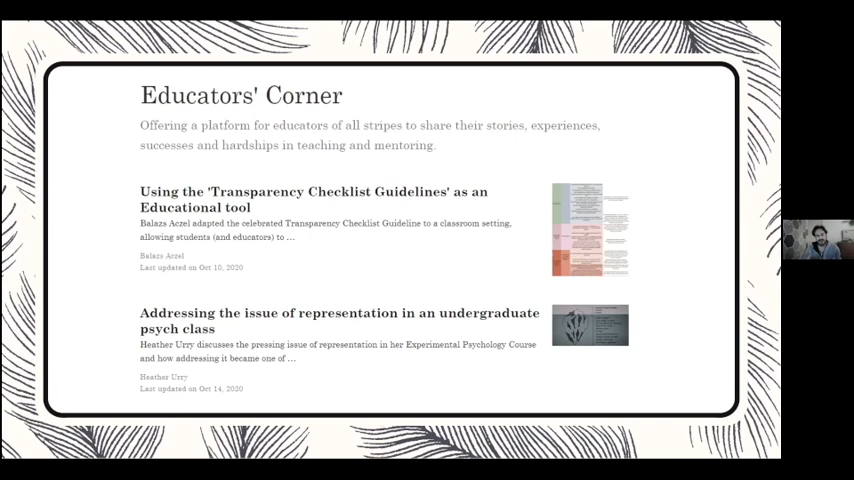 Educators' Corner
Offering a platform for educators of all stripes to share their stories, experiences,
successes and hardships in teaching and mentoring.
Using the 'Transparency Checklist Guidelines' as an
Educational tool
Balazs Aczel adapted the celebrated Transparency Checklist Guideline to a classroom setting,
allowing students (and educators) to ...
Balazs Aczel
Last updated on Oct 10, 2020
Addressing the issue of representation in an undergraduate
psych class
Heather Urry discusses the pressing issue of representation in her Experimental Psychology Course
and how addressing it became one of ...
Heather Urry
Last updated on Oct 14, 2020